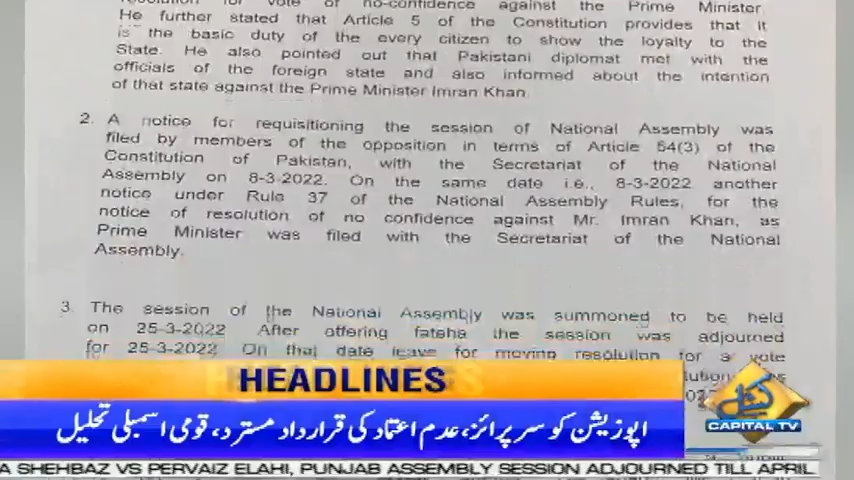 resolution for vote of no-confidence against the Prime Minister.
He further stated that Article 5 of the Constitution provides that it
is the basic duty of the every citizen to show the loyalty to the
State. He also pointed out that Pakistani diplomat met with the
officials of the foreign state and also informed about the intention
of that state against the Prime Minister Imran Khan.
2. A notice for requisitioning the session of National Assembly was
filed by members of the opposition in terms of Article 54(3) of the
Constitution of Pakistan, with the Secretariat of the National
Assembly on 8-3-2022. On the same date i.e., 8-3-2022 another
notice under Rule 37 of the National Assembly Rules, for the
notice of resolution of no confidence against Mr. Imran Khan, as
Prime Minister was filed with the Secretariat of the National
Assembly.
3. The session of the National Assembly was summoned to be held
on 25-3-2022 After offering fateha the session was adjourned
for 25-3-2022 On that date leave for moving resolution for a vote
HEADLINES
اپوزیشن کو سرپرائز، عدم اعتماد کی قرارداد مسترد، قومی اسمبلی تحلیل
کیپٹل
CAPITAL TV
A SHEHBAZ VS PERVAIZ ELAHI, PUNJAB ASSEMBLY SESSION ADJOURNED TILL APRIL